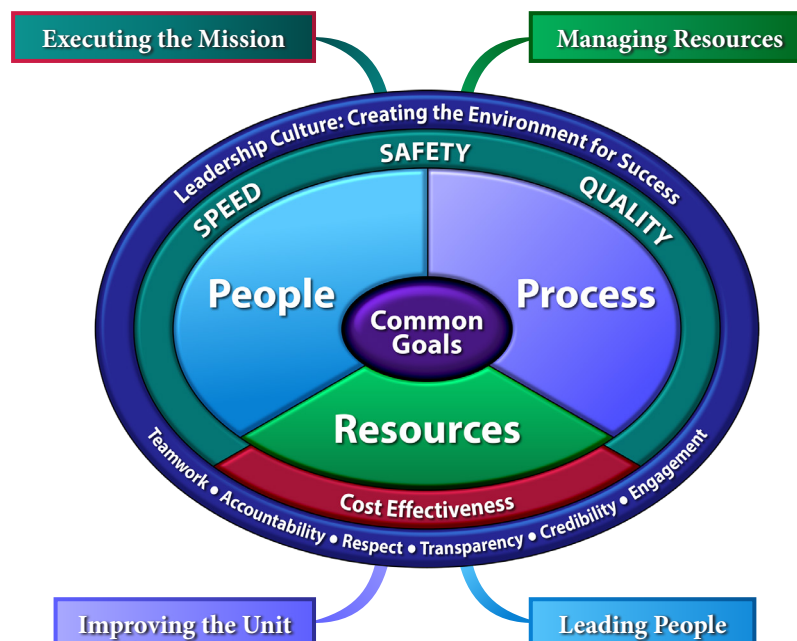 Executing the Mission
Managing Resources
Leadership Culture: Creating the Environment for Success
SAFETY
SPEED
QUALITY
People
Process
Common
Goals
Resources
Cost Effectiveness
Teamwork ● Accountability ● Respect ● Transparency ● Credibility ● Engagement
Improving the Unit
Leading People